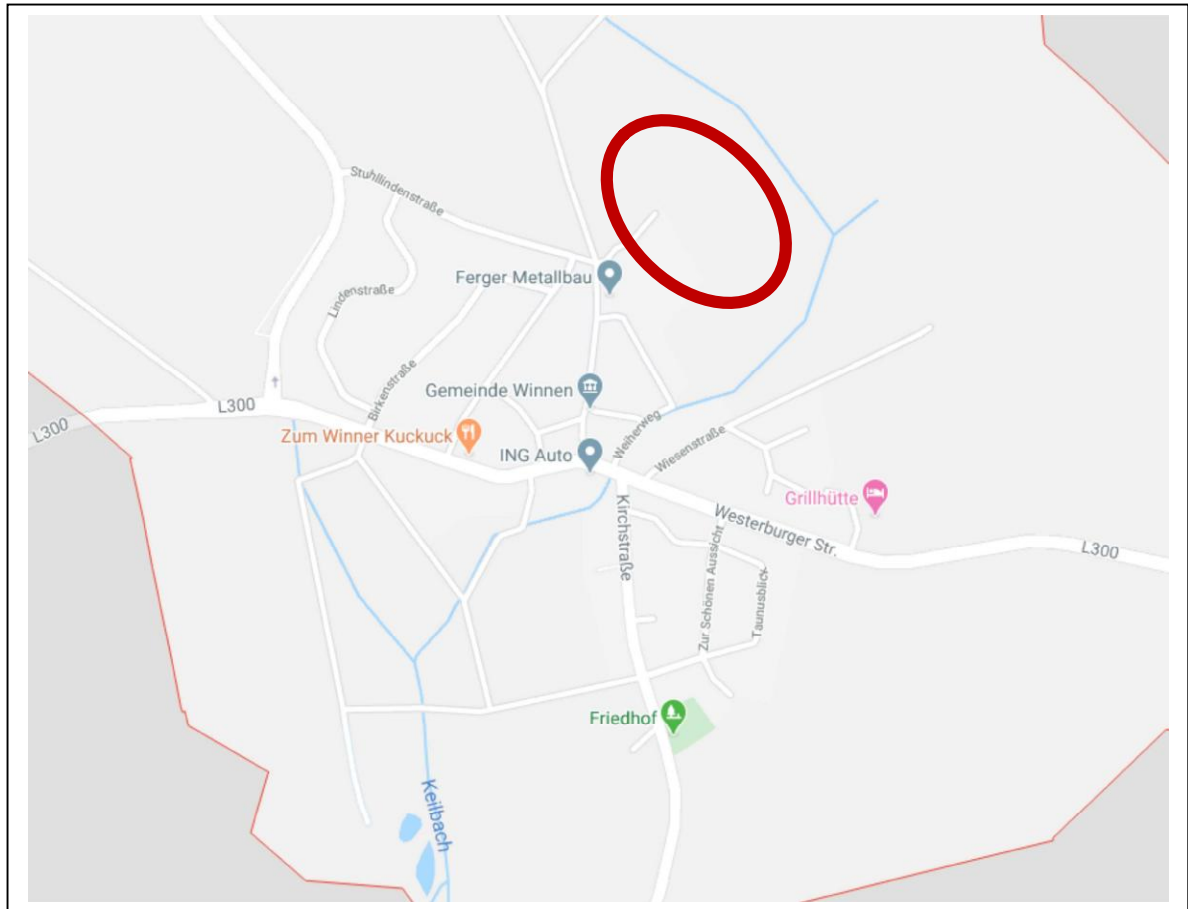 Stuhllindenstraße
Ferger Metallbau
Lindenstraße
Birkenstraße
Gemeinde Winnen
L300
L300
Zum Winner Kuckuck
ING Auto
Weiherweg
Wiesenstraße
Grillhütte
Kirchstraße
Westerburger Str.
L300
Zur Schönen Aussicht
Taunusblick
Friedhof
Keilbach